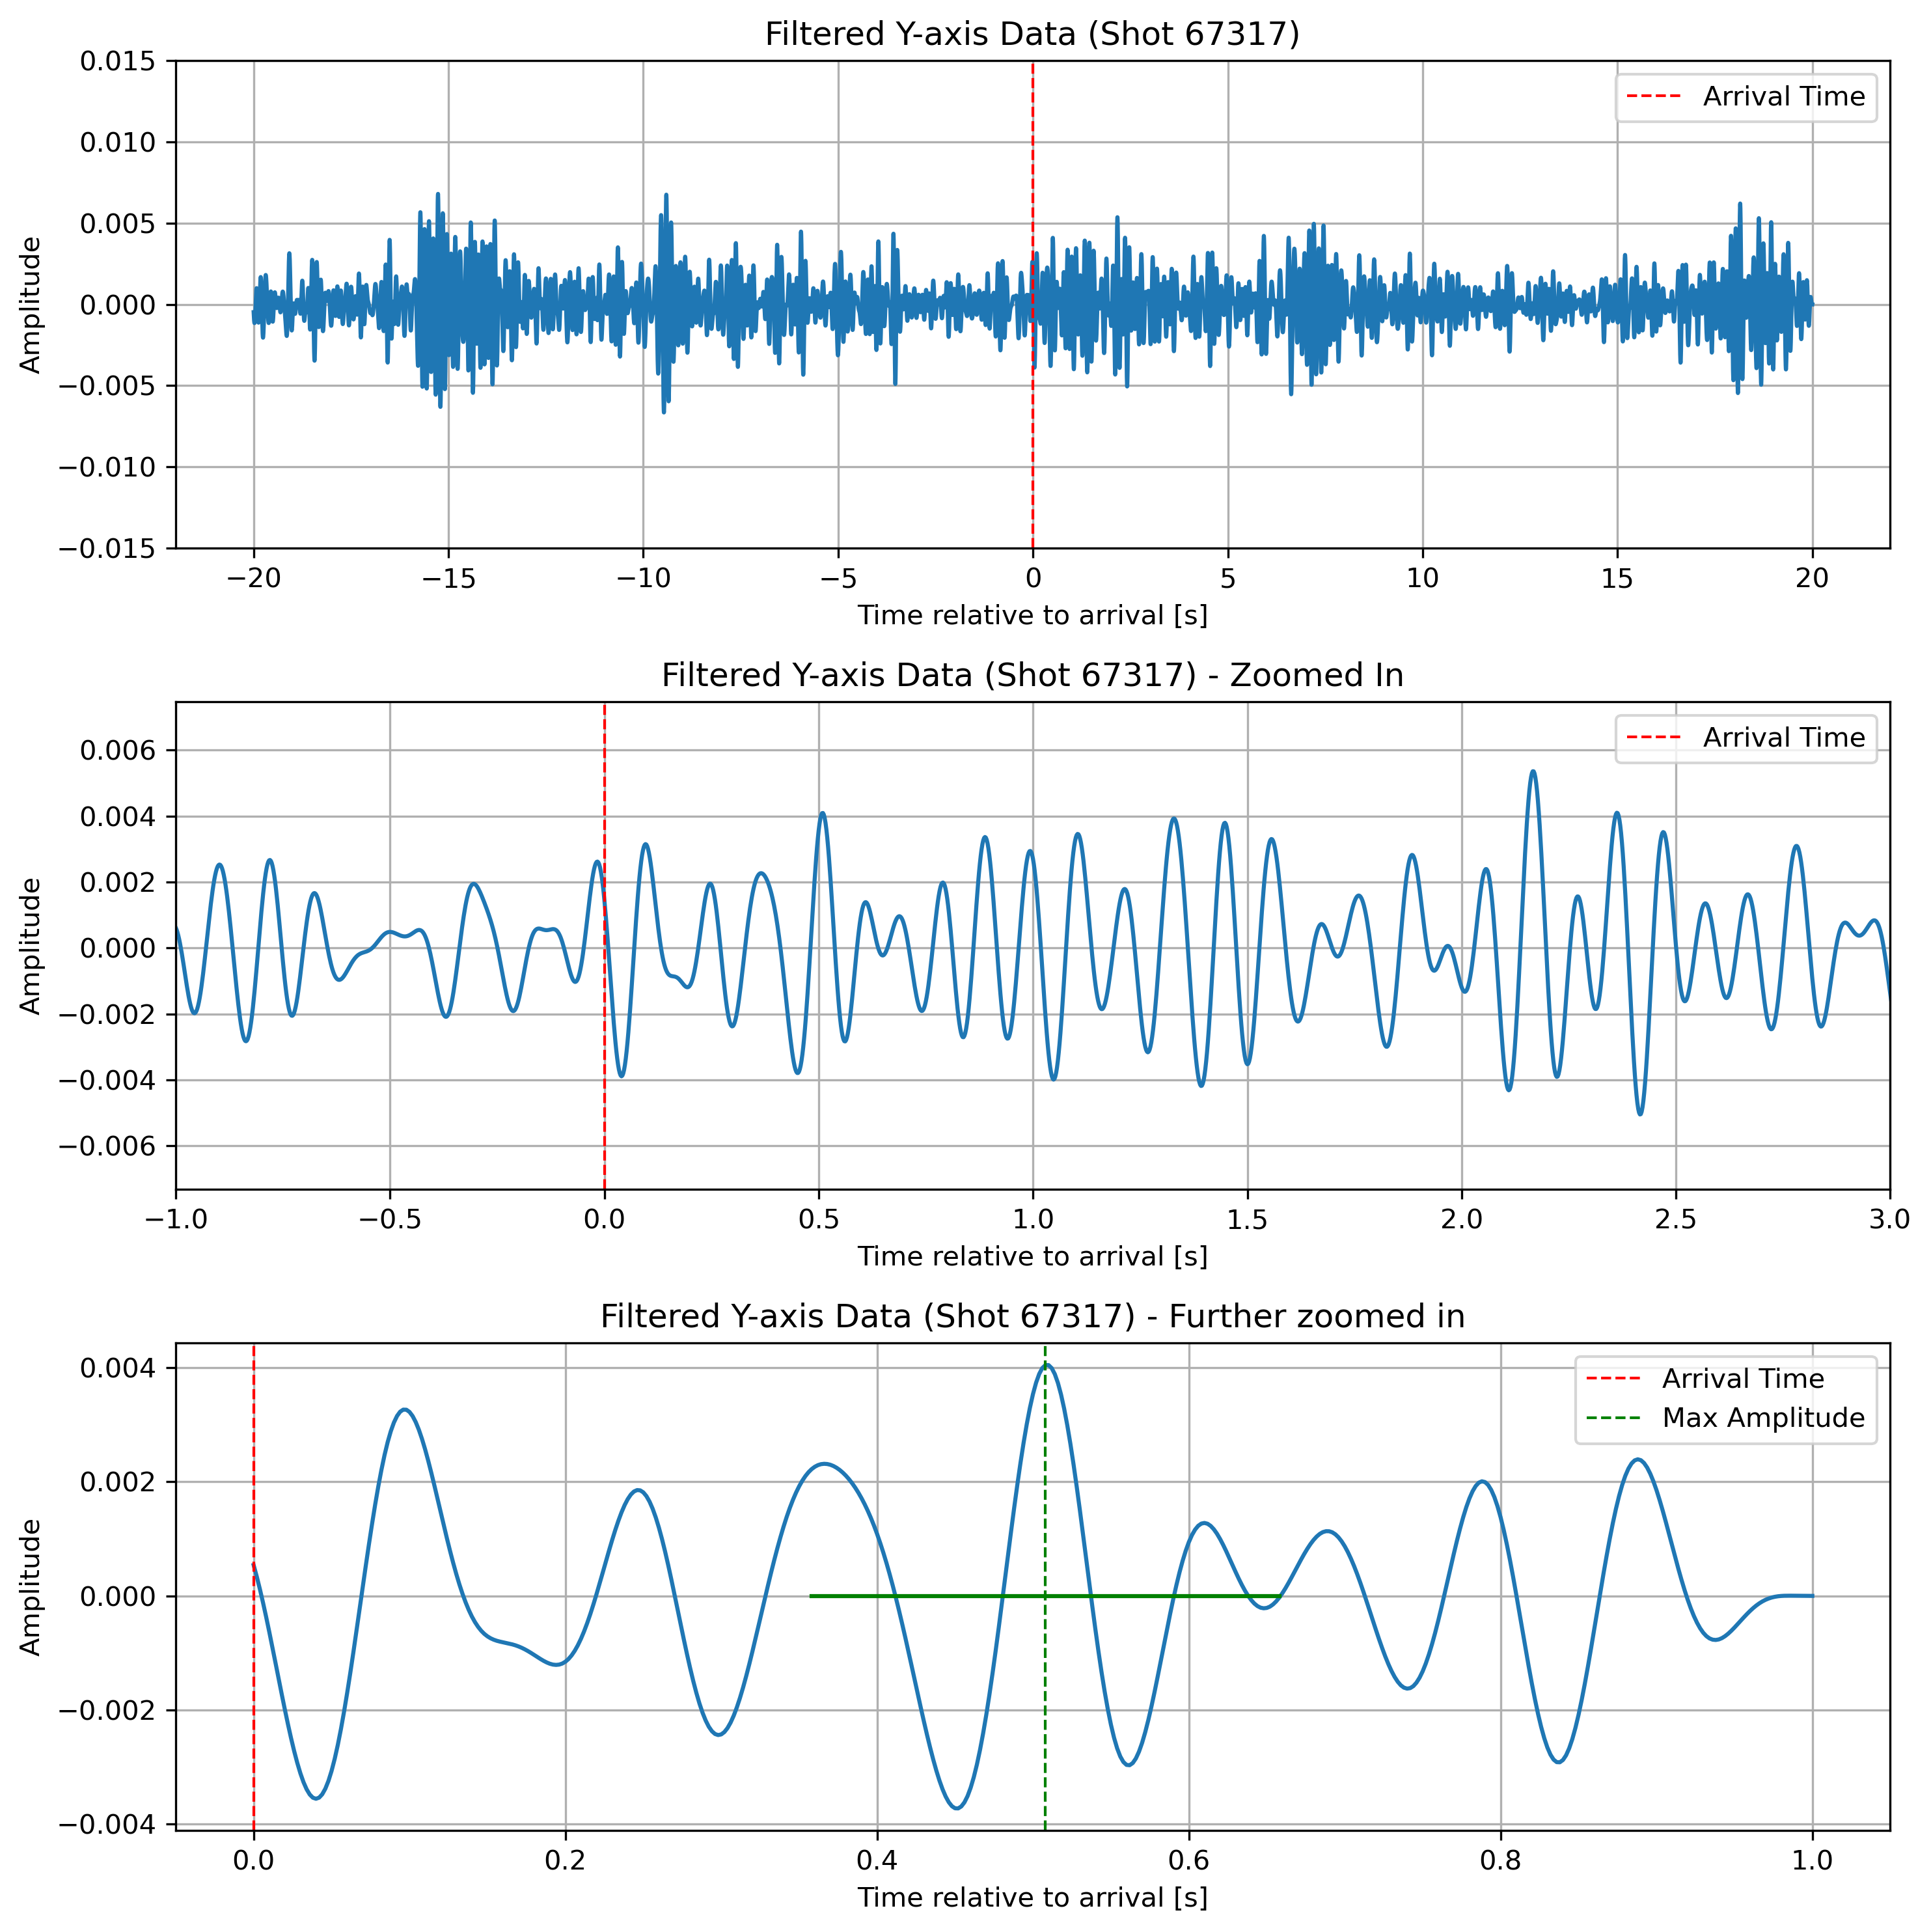 Filtered Y-axis Data (Shot 67317)
0.015
0.010
0.005
0.000
−0.005
−0.010
−0.015
Amplitude
Arrival Time
−20 −15 −10 −5 0 5 10 15 20
Time relative to arrival [s]
Filtered Y-axis Data (Shot 67317) - Zoomed In
0.006
0.004
0.002
0.000
−0.002
−0.004
−0.006
Amplitude
Arrival Time
−1.0 −0.5 0.0 0.5 1.0 1.5 2.0 2.5 3.0
Time relative to arrival [s]
Filtered Y-axis Data (Shot 67317) - Further zoomed in
0.004
0.002
0.000
−0.002
−0.004
Amplitude
Arrival Time
Max Amplitude
0.0 0.2 0.4 0.6 0.8 1.0
Time relative to arrival [s]